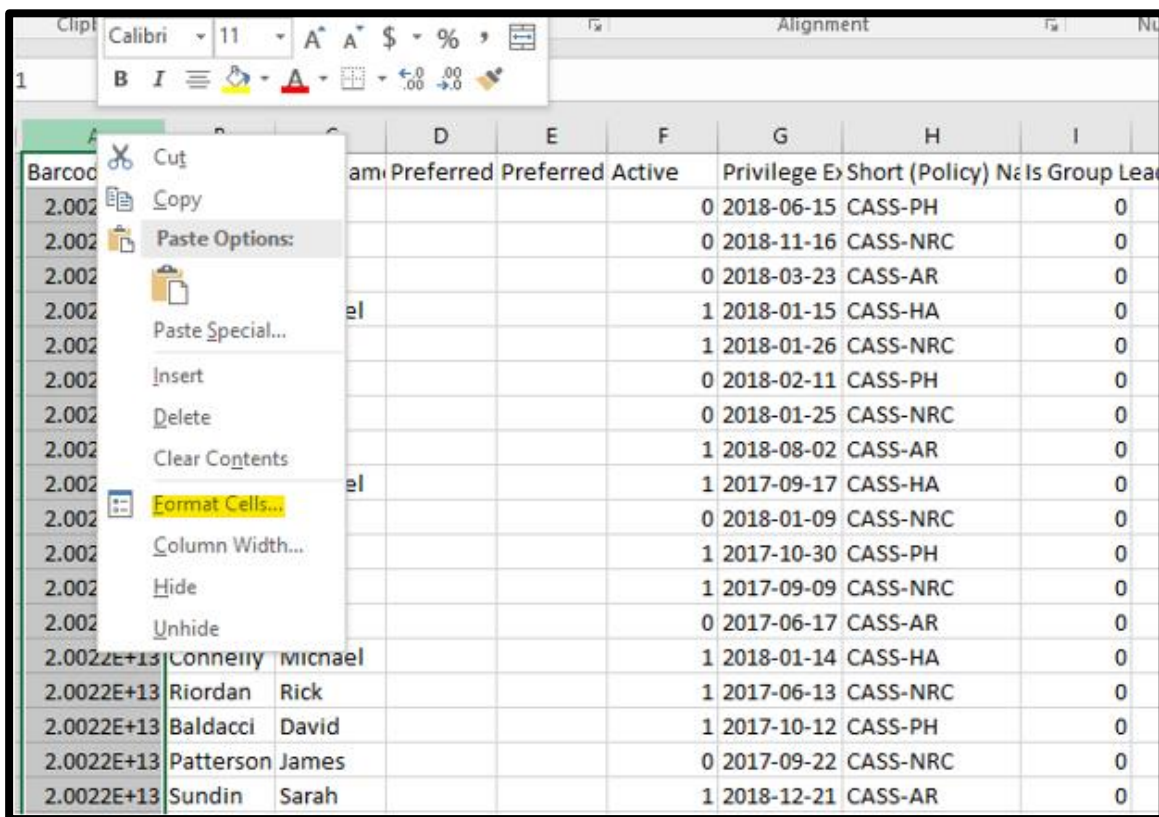 Clipb Alignment Nu
Calibri 11 A A $ % ,
B I A .00 .00
1
A D E F G H I
Barcod ame Preferred Preferred Active Privilege Ex Short (Policy) Na Is Group Lead
Cut
2.002 0 2018-06-15 CASS-PH 0
Copy
2.002 0 2018-11-16 CASS-NRC 0
Paste Options:
2.002 0 2018-03-23 CASS-AR 0
2.002 el 1 2018-01-15 CASS-HA 0
Paste Special...
2.002 1 2018-01-26 CASS-NRC 0
Insert
2.002 0 2018-02-11 CASS-PH 0
Delete
2.002 0 2018-01-25 CASS-NRC 0
Clear Contents
2.002 1 2018-08-02 CASS-AR 0
2.002 el 1 2017-09-17 CASS-HA 0
Format Cells...
2.002 0 2018-01-09 CASS-NRC 0
Column Width...
2.002 1 2017-10-30 CASS-PH 0
Hide
2.002 1 2017-09-09 CASS-NRC 0
Unhide
2.002 0 2017-06-17 CASS-AR 0
2.0022E+13 Connelly Michael 1 2018-01-14 CASS-HA 0
2.0022E+13 Riordan Rick 1 2017-06-13 CASS-NRC 0
2.0022E+13 Baldacci David 1 2017-10-12 CASS-PH 0
2.0022E+13 Patterson James 0 2017-09-22 CASS-NRC 0
2.0022E+13 Sundin Sarah 1 2018-12-21 CASS-AR 0